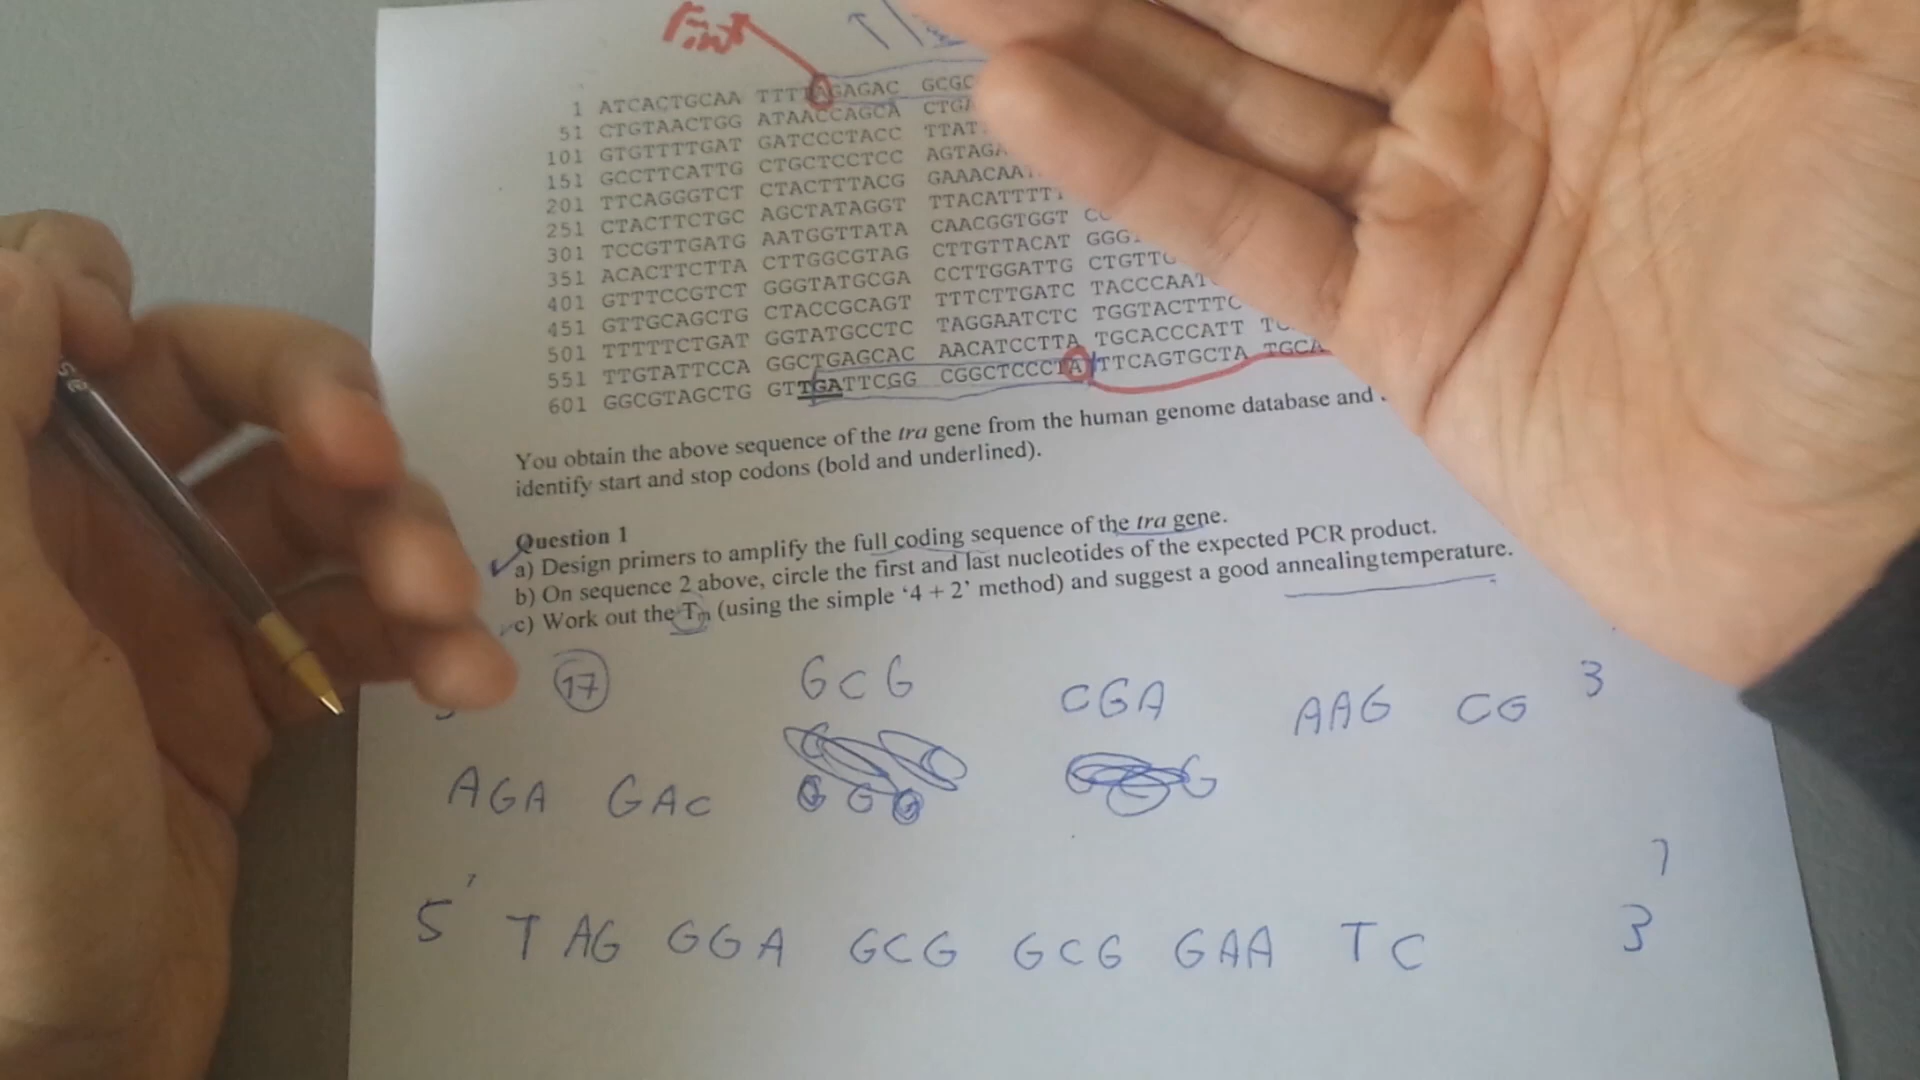 First
1 ATCACTGCAA TTTTAGAGAC GCGC
51 CTGTAACTGG ATAACCAGCA CTGA
101 GTGTTTTGAT GATCCCTACC TTAT
151 GCCTTCATTG CTGCTCCTCC AGTAGA
201 TTCAGGGTCT CTACTTTACG GAAACAAT
251 CTACTTCTGC AGCTATAGGT TTACATTTTT
301 TCCGTTGATG AATGGTTATA CAACGGTGGT CC
351 ACACTTCTTA CTTGGCGTAG CTTGTTACAT GGG
401 GTTTCCGTCT GGGTATGCGA CCTTGGATTG CTGTTG
451 GTTGCAGCTG CTACCGCAGT TTTCTTGATC TACCCAAT
501 TTTTTCTGAT GGTATGCCTC TAGGAATCTC TGGTACTTTC
551 TTGTATTCCA GGCTGAGCAC AACATCCTTA TGCACCCATT
601 GGCGTAGCTG GTTGATTCGG CGGCTCCCTA TTCAGTGCTA TGCA
You obtain the above sequence of the tra gene from the human genome database and
identify start and stop codons (bold and underlined).
Question 1
a) Design primers to amplify the full coding sequence of the tra gene.
b) On sequence 2 above, circle the first and last nucleotides of the expected PCR product.
c) Work out the Tm (using the simple ‘4 + 2’ method) and suggest a good annealing temperature.
17 GCG CGA AAG CG 3
AGA GAC
5' TAG GGA GCG GCG GAA TC 3'